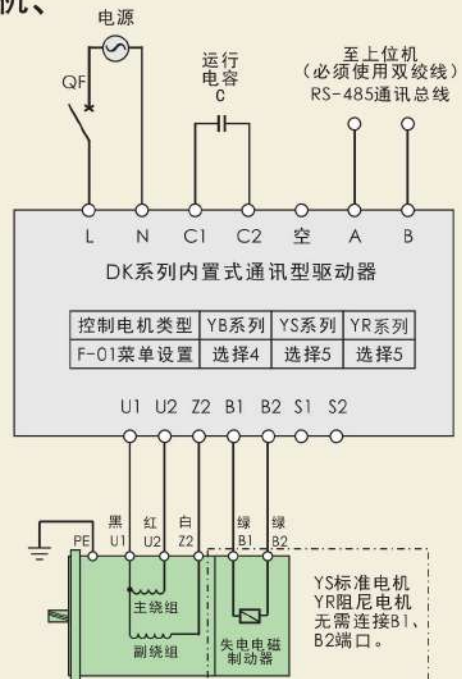 机、
电源
QF
运行
电容
C
至上位机
（必须使用双绞线）
RS-485通讯总线
L N C1 C2 空 A B
DK系列内置式通讯型驱动器
控制电机类型 YB系列 YS系列 YR系列
F-01菜单设置 选择4 选择5 选择5
U1 U2 Z2 B1 B2 S1 S2
黑 红 白 绿 绿
PE U1 U2 Z2 B1 B2
主绕组
副绕组
失电电磁
制动器
YS标准电机
YR阻尼电机
无需连接B1、
B2端口。